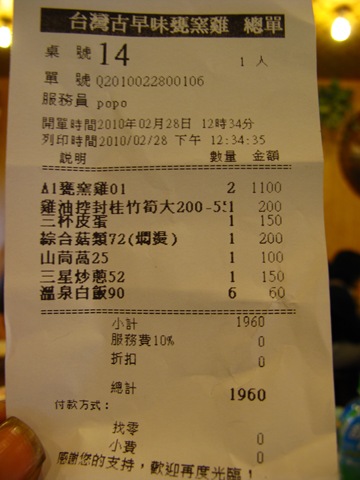 台灣古早味甕窯雞 總單
桌 號 14 1 人
單 號 Q2010022800106
服務員 popo
開單時間2010年02月28日 12時34分
列印時間2010/02/28 下午 12:34:35
說明 數量 金額
A1甕窯雞01 2 1100
雞油控封桂竹筍大200-55 1 200
三杯皮蛋 1 150
綜合菇類72(燜燙) 1 200
山茼萵25 1 100
三星炒蔥52 1 150
溫泉白飯90 6 60
小計 1960
服務費10% 0
折扣 0
總計 1960
付款方式:
找零 0
小費 0
感謝您的支持，歡迎再度光臨！